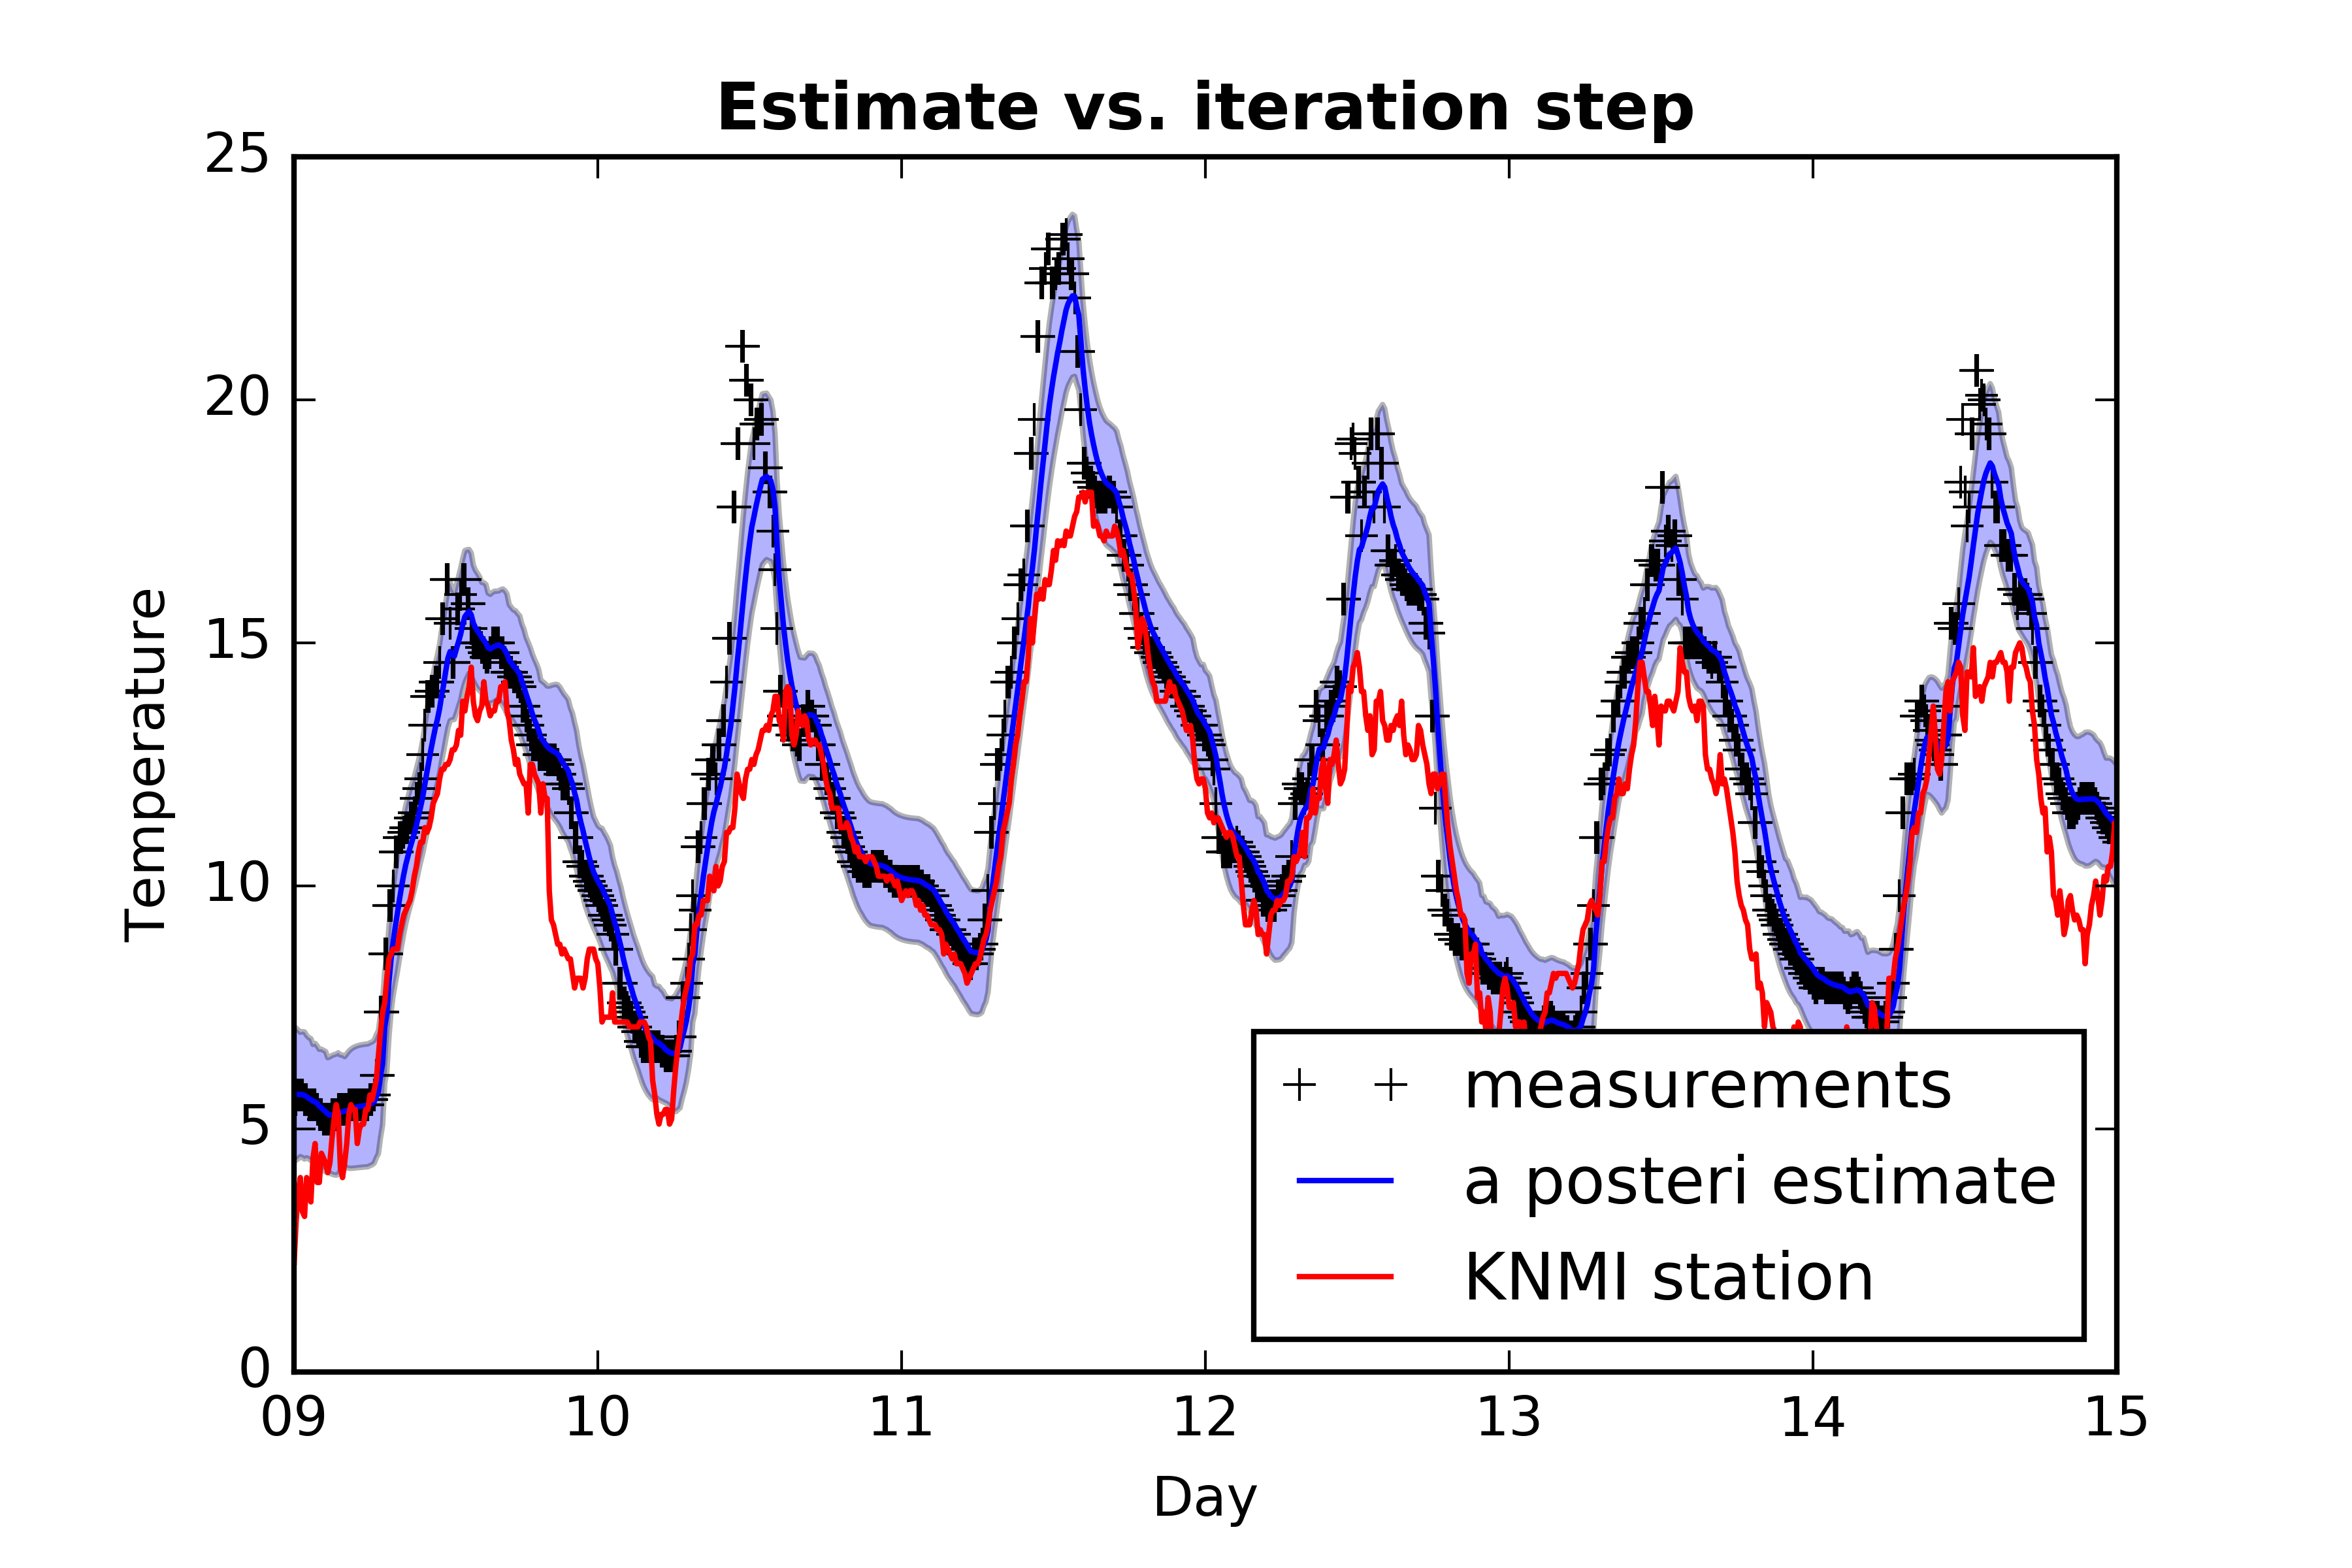 Estimate vs. iteration step
25
20
15
10
5
0
Temperature
09 10 11 12 13 14 15
Day
measurements
a posteri estimate
KNMI station